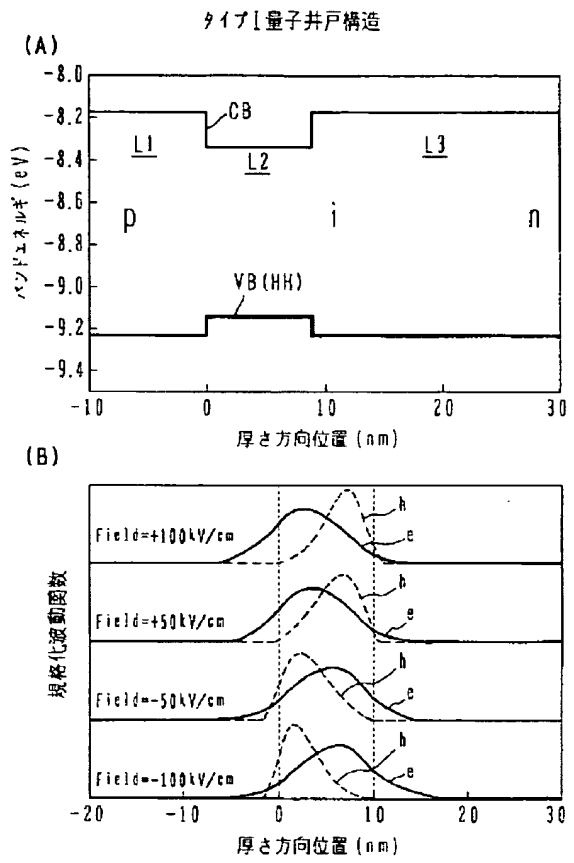 タイプI量子井戸構造
(A)
-8.0
-8.2
-8.4
-8.6
-8.8
-9.0
-9.2
-9.4
バンドエネルギ(eV)
CB
L1
L2
L3
p
i
n
VB(HH)
-10
0
10
20
30
厚さ方向位置(nm)
(B)
規格化波動関数
Field=+100kV/cm
h
e
Field=+50kV/cm
h
e
Field=-50kV/cm
h
e
Field=-100kV/cm
h
e
-20
-10
0
10
20
30
厚さ方向位置(nm)